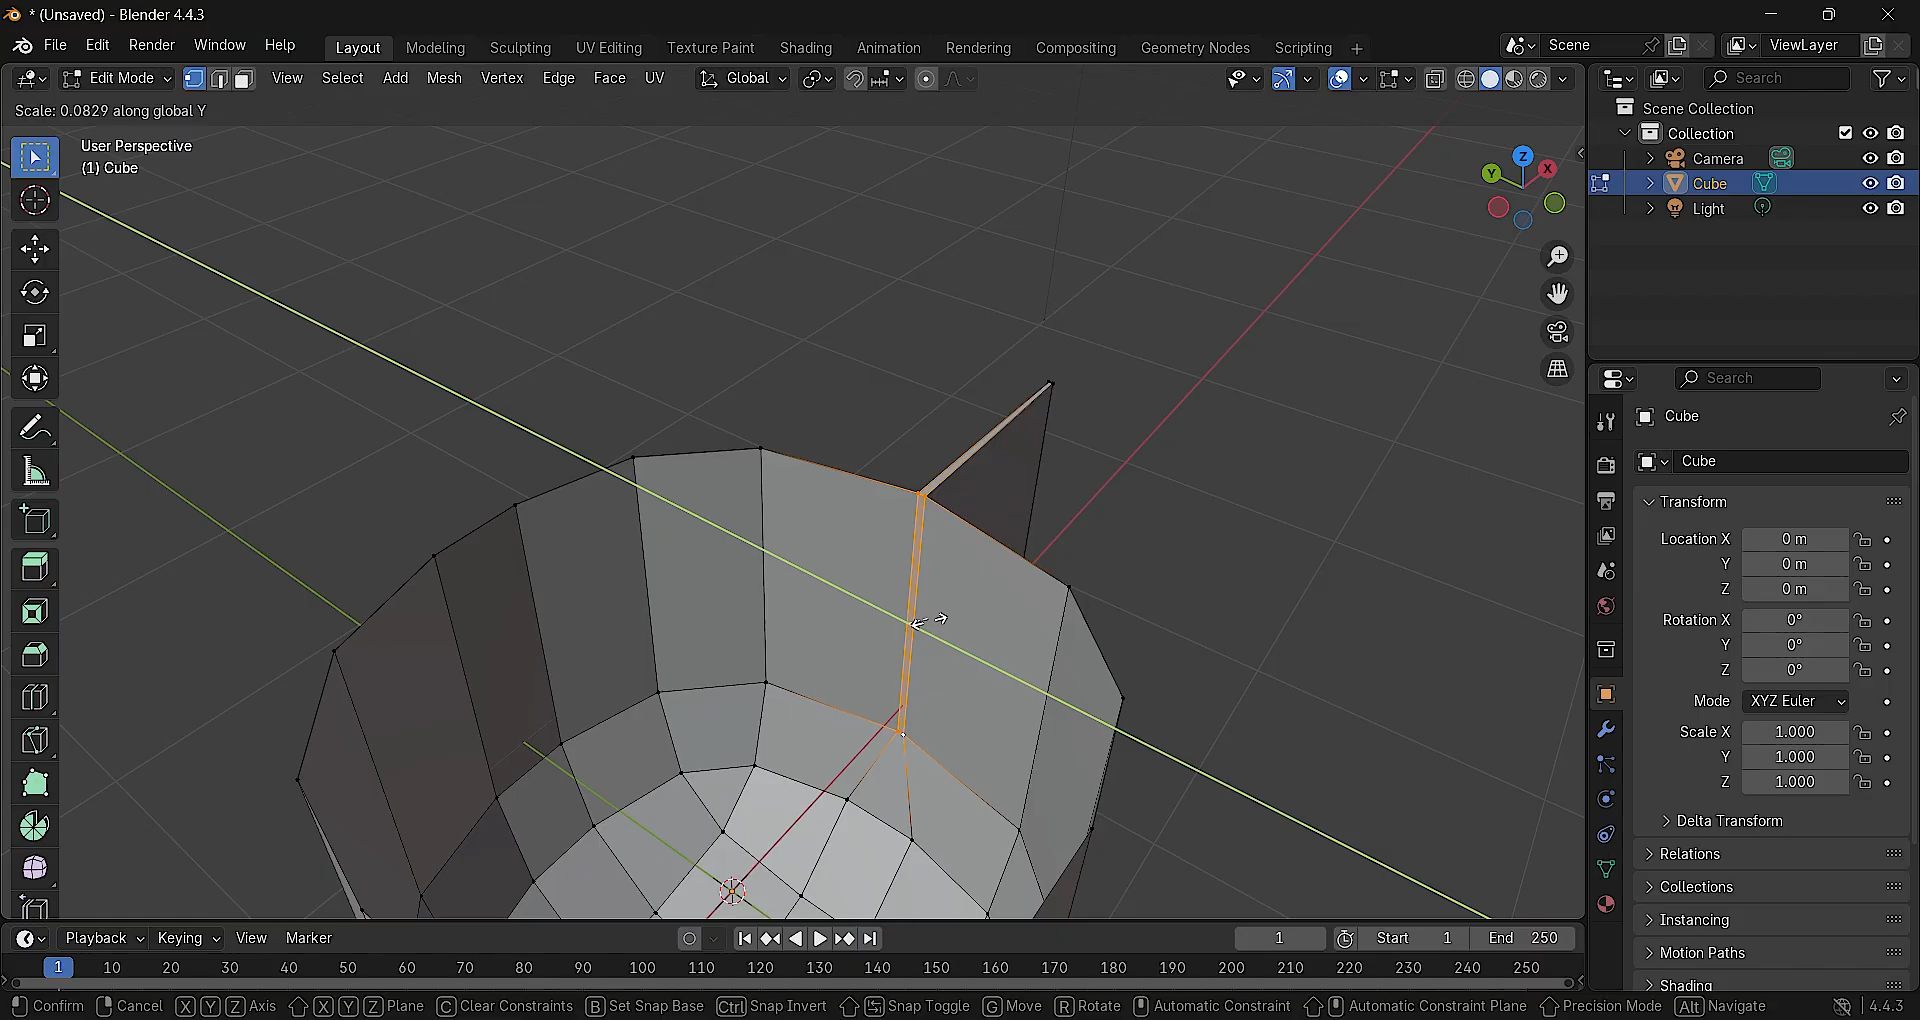 * (Unsaved) - Blender 4.4.3
File Edit Render Window Help Layout Modeling Sculpting UV Editing Texture Paint Shading Animation Rendering Compositing Geometry Nodes Scripting + Scene ViewLayer
Edit Mode View Select Add Mesh Vertex Edge Face UV Global Search
Scale: 0.0829 along global Y
Scene Collection
Collection
User Perspective
(1) Cube
Camera
Cube
Light
Z
X
Y
Search
Cube
Cube
Transform
Location X 0 m
Y 0 m
Z 0 m
Rotation X 0°
Y 0°
Z 0°
Mode XYZ Euler
Scale X 1.000
Y 1.000
Z 1.000
Delta Transform
Relations
Collections
Instancing
Motion Paths
Shading
Playback Keying View Marker 1 Start 1 End 250
1 10 20 30 40 50 60 70 80 90 100 110 120 130 140 150 160 170 180 190 200 210 220 230 240 250
Confirm Cancel X Y Z Axis X Y Z Plane C Clear Constraints B Set Snap Base Ctrl Snap Invert Snap Toggle G Move R Rotate Automatic Constraint Automatic Constraint Plane Precision Mode Alt Navigate 4.4.3